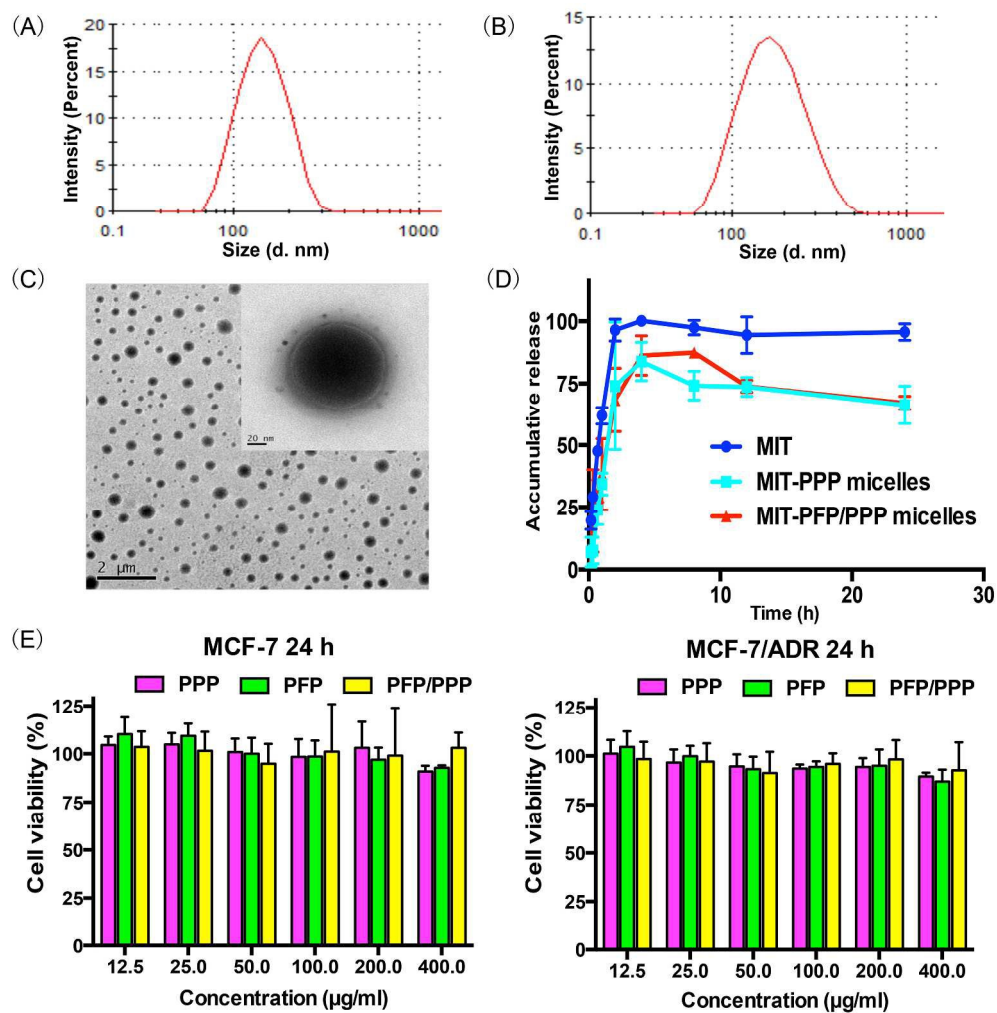 (A)
20
15
10
5
0
Intensity (Percent)
0.1
100
1000
Size (d. nm)
(B)
15
10
5
0
Intensity (Percent)
0.1
100
1000
Size (d. nm)
(C)
20 nm
2 μm
(D)
100
75
50
25
0
Accumulative release
MIT
MIT-PPP micelles
MIT-PFP/PPP micelles
0 10 20 30
Time (h)
(E)
MCF-7 24 h
PPP PFP PFP/PPP
125
100
75
50
25
0
Cell viability (%)
12.5 25.0 50.0 100.0 200.0 400.0
Concentration (μg/ml)
MCF-7/ADR 24 h
PPP PFP PFP/PPP
125
100
75
50
25
0
Cell viability (%)
12.5 25.0 50.0 100.0 200.0 400.0
Concentration (μg/ml)